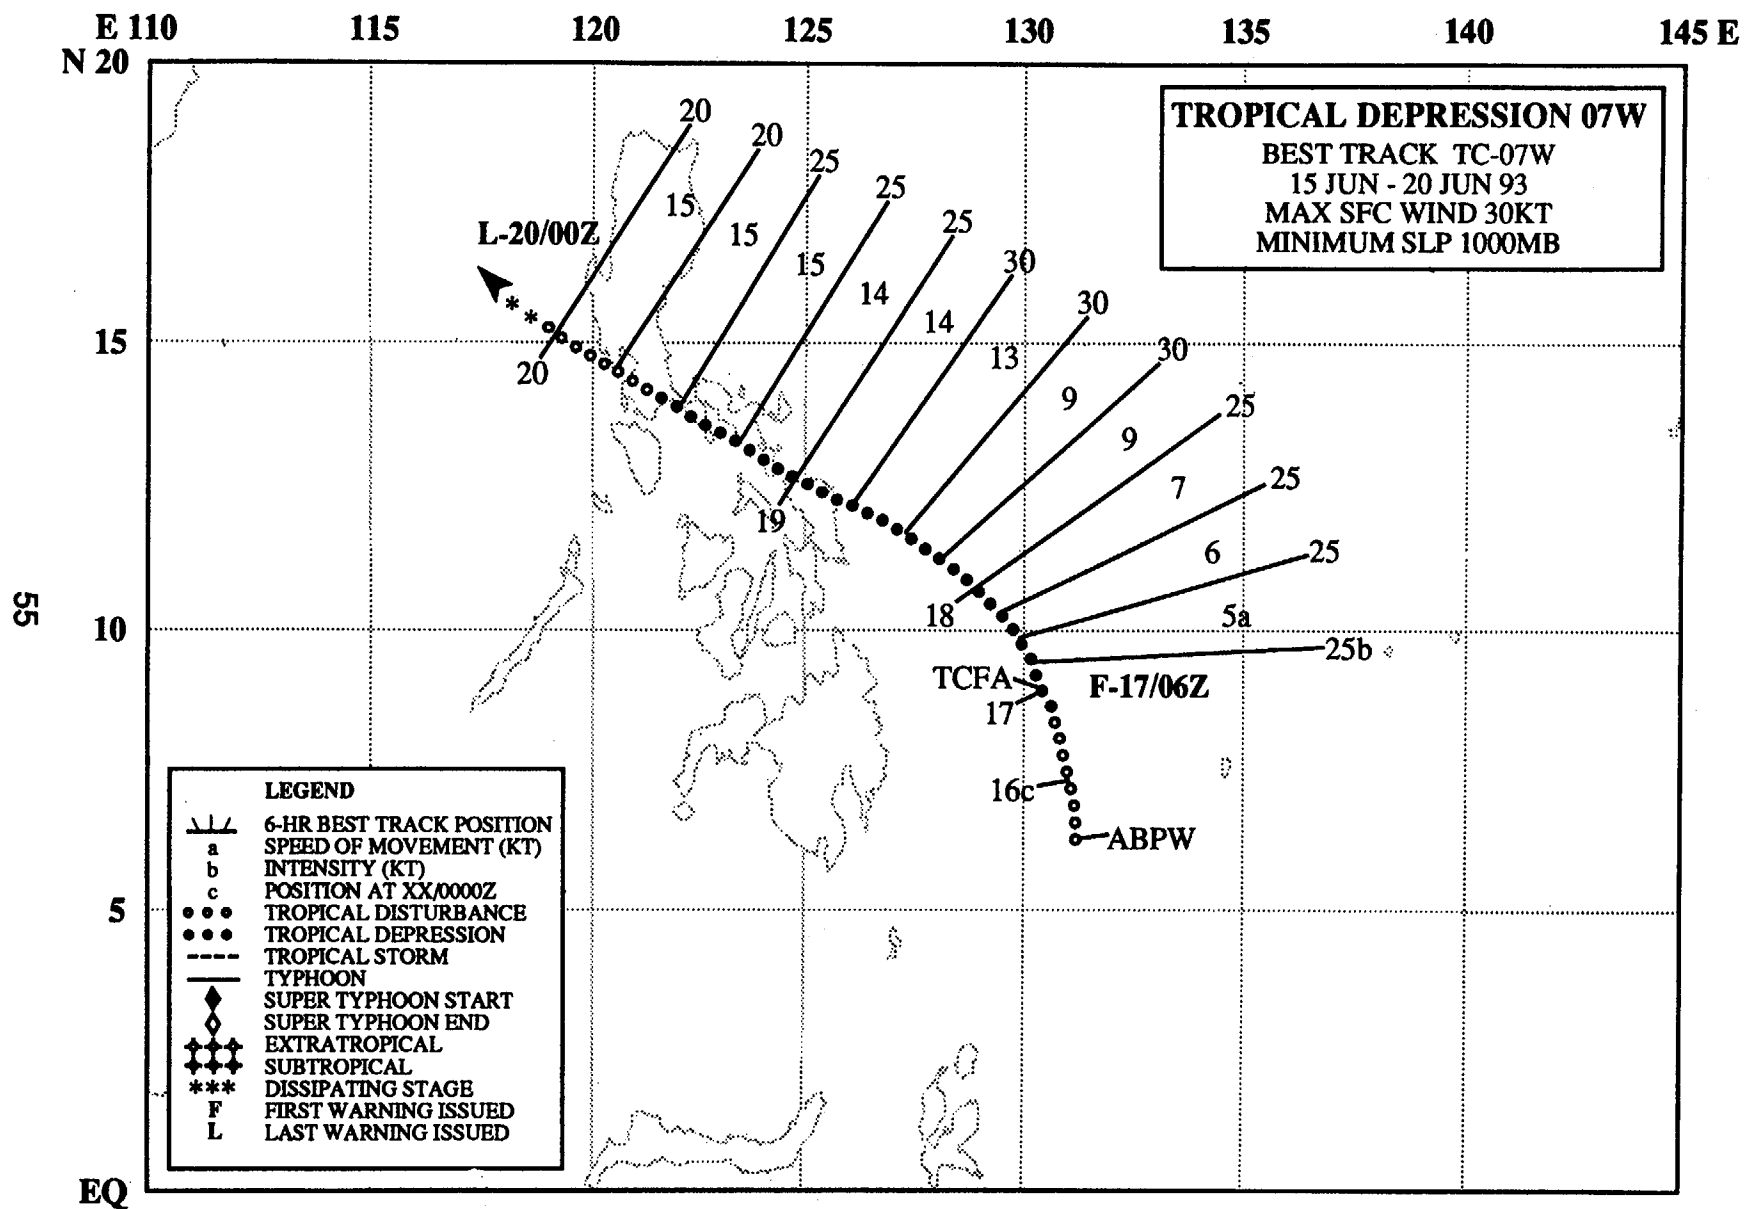 E 110 115 120 125 130 135 140 145 E
N 20
TROPICAL DEPRESSION 07W
BEST TRACK TC-07W
15 JUN - 20 JUN 93
MAX SFC WIND 30KT
MINIMUM SLP 1000MB
20
20
25
25
25
30
30
30
25
25
25
25b
15
15
15
14
14
13
9
9
7
6
5a
L-20/00Z
15
20
19
18
10
TCFA
F-17/06Z
17
16c
ABPW
5
EQ
55
LEGEND
6-HR BEST TRACK POSITION
a SPEED OF MOVEMENT (KT)
b INTENSITY (KT)
c POSITION AT XX/0000Z
TROPICAL DISTURBANCE
TROPICAL DEPRESSION
TROPICAL STORM
TYPHOON
SUPER TYPHOON START
SUPER TYPHOON END
EXTRATROPICAL
SUBTROPICAL
*** DISSIPATING STAGE
F FIRST WARNING ISSUED
L LAST WARNING ISSUED